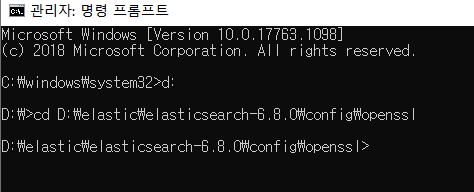 관리자: 명령 프롬프트
Microsoft Windows [Version 10.0.17763.1098]
(c) 2018 Microsoft Corporation. All rights reserved.
C:₩windows₩system32>d:
D:₩>cd D:₩elastic₩elasticsearch-6.8.0₩config₩openssl
D:₩elastic₩elasticsearch-6.8.0₩config₩openssl>